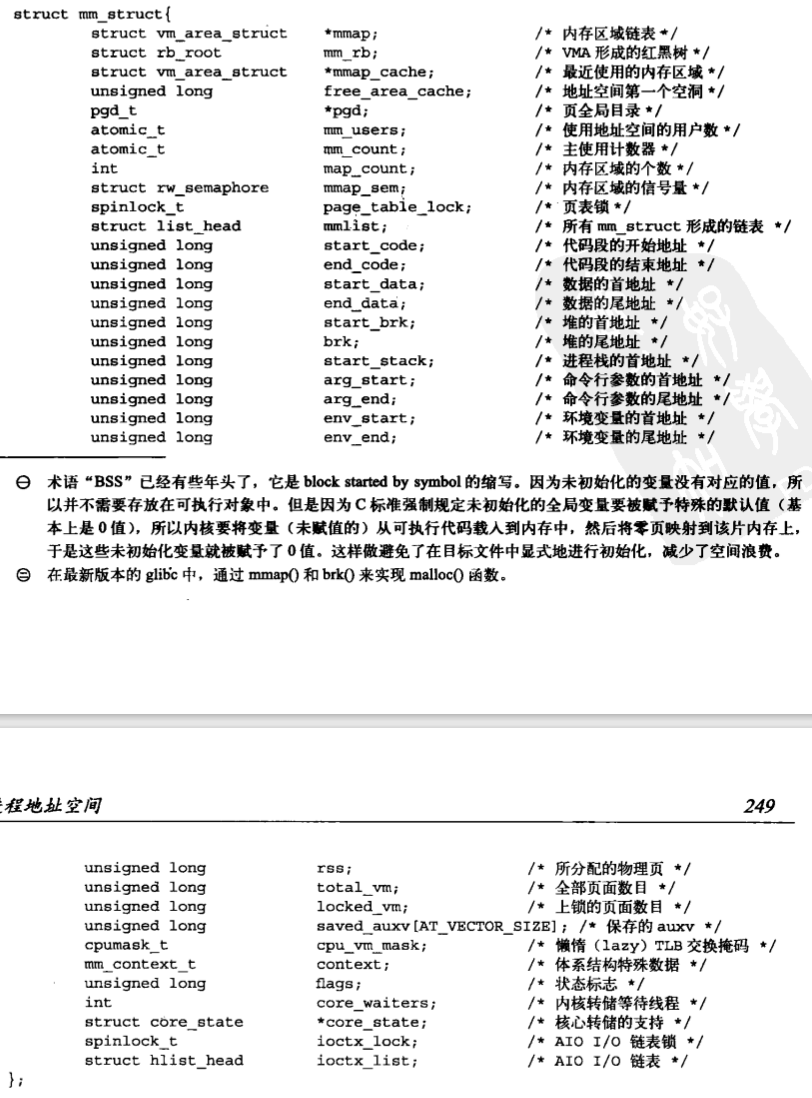 struct mm_struct{
struct vm_area_struct *mmap; /* 内存区域链表 */
struct rb_root mm_rb; /* VMA 形成的红黑树 */
struct vm_area_struct *mmap_cache; /* 最近使用的内存区域 */
unsigned long free_area_cache; /* 地址空间第一个空洞 */
pgd_t *pgd; /* 页全局目录 */
atomic_t mm_users; /* 使用地址空间的用户数 */
atomic_t mm_count; /* 主使用计数器 */
int map_count; /* 内存区域的个数 */
struct rw_semaphore mmap_sem; /* 内存区域的信号量 */
spinlock_t page_table_lock; /* 页表锁 */
struct list_head mmlist; /* 所有 mm_struct 形成的链表 */
unsigned long start_code; /* 代码段的开始地址 */
unsigned long end_code; /* 代码段的结束地址 */
unsigned long start_data; /* 数据的首地址 */
unsigned long end_data; /* 数据的尾地址 */
unsigned long start_brk; /* 堆的首地址 */
unsigned long brk; /* 堆的尾地址 */
unsigned long start_stack; /* 进程栈的首地址 */
unsigned long arg_start; /* 命令行参数的首地址 */
unsigned long arg_end; /* 命令行参数的尾地址 */
unsigned long env_start; /* 环境变量的首地址 */
unsigned long env_end; /* 环境变量的尾地址 */
㊀ 术语“BSS”已经有些年头了，它是 block started by symbol 的缩写。因为未初始化的变量没有对应的值，所
以并不需要存放在可执行对象中。但是因为 C 标准强制规定未初始化的全局变量要被赋予特殊的默认值（基
本上是 0 值），所以内核要将变量（未赋值的）从可执行代码载入到内存中，然后将零页映射到该片内存上，
于是这些未初始化变量就被赋予了 0 值。这样做避免了在目标文件中显式地进行初始化，减少了空间浪费。
㊁ 在最新版本的 glibc 中，通过 mmap() 和 brk() 来实现 malloc() 函数。
程地址空间 249
unsigned long rss; /* 所分配的物理页 */
unsigned long total_vm; /* 全部页面数目 */
unsigned long locked_vm; /* 上锁的页面数目 */
unsigned long saved_auxv[AT_VECTOR_SIZE]; /* 保存的 auxv */
cpumask_t cpu_vm_mask; /* 懒惰（lazy）TLB 交换掩码 */
mm_context_t context; /* 体系结构特殊数据 */
unsigned long flags; /* 状态标志 */
int core_waiters; /* 内核转储等待线程 */
struct core_state *core_state; /* 核心转储的支持 */
spinlock_t ioctx_lock; /* AIO I/O 链表锁 */
struct hlist_head ioctx_list; /* AIO I/O 链表 */
};